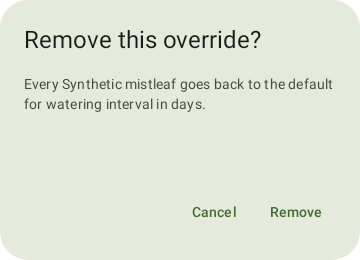 Remove this override?
Every Synthetic mistleaf goes back to the default
for watering interval in days.
Cancel
Remove